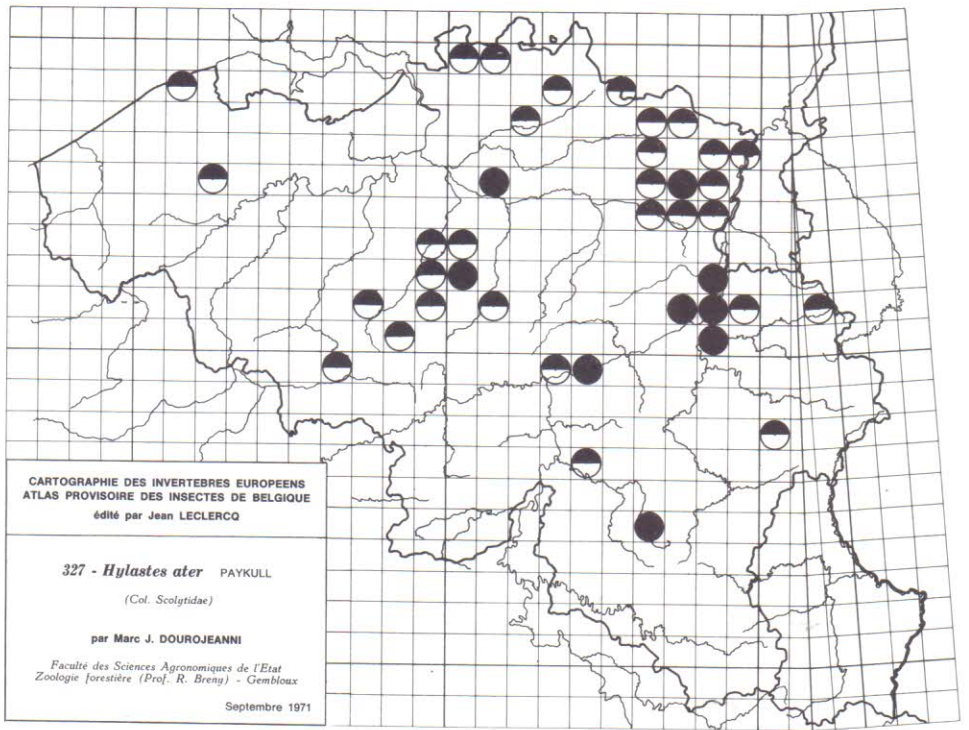 CARTOGRAPHIE DES INVERTEBRES EUROPEENS
ATLAS PROVISOIRE DES INSECTES DE BELGIQUE
édité par Jean LECLERCQ
327 - Hylastes ater PAYKULL
(Col. Scolytidae)
par Marc J. DOUROJEANNI
Faculté des Sciences Agronomiques de l'Etat
Zoologie forestière (Prof. R. Breny) - Gembloux
Septembre 1971